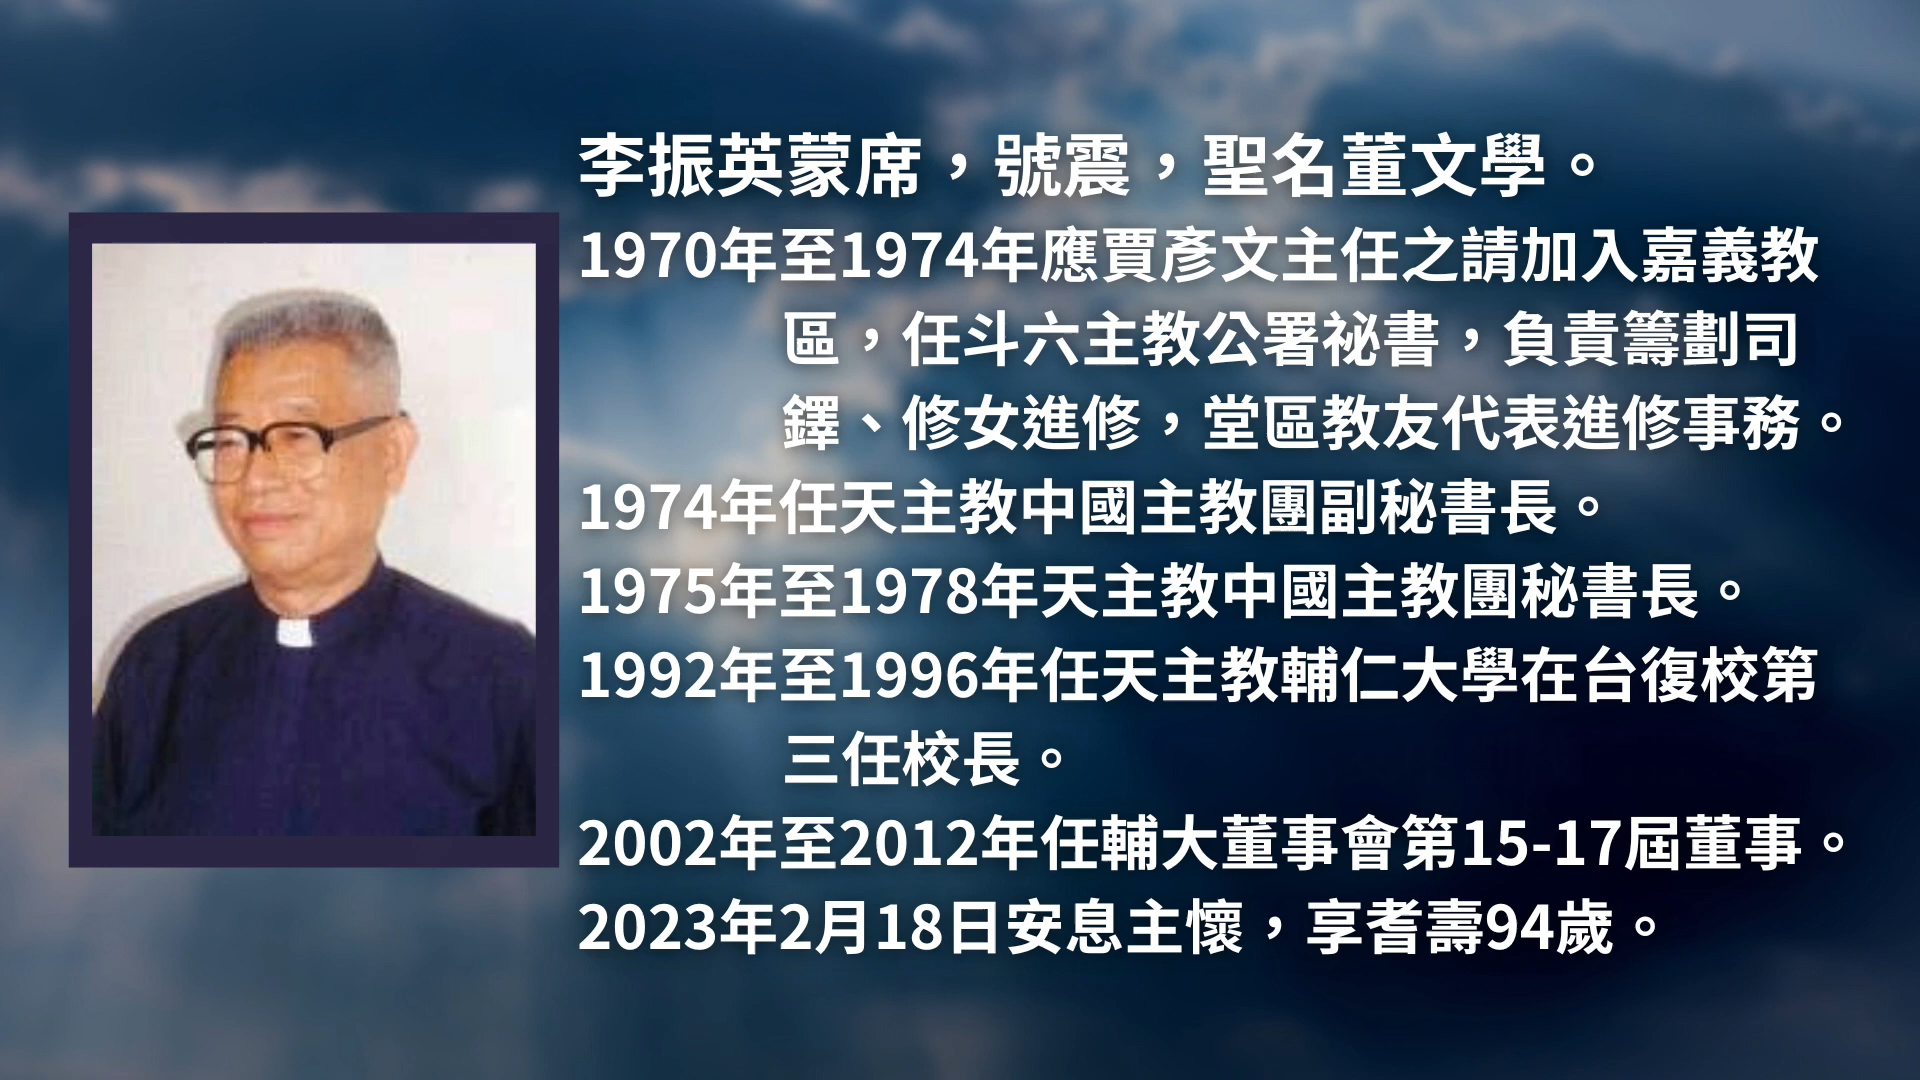 李振英蒙席，號震，聖名董文學。
1970年至1974年應賈彥文主任之請加入嘉義教
區，任斗六主教公署祕書，負責籌劃司
鐸、修女進修，堂區教友代表進修事務。
1974年任天主教中國主教團副秘書長。
1975年至1978年天主教中國主教團秘書長。
1992年至1996年任天主教輔仁大學在台復校第
三任校長。
2002年至2012年任輔大董事會第15-17屆董事。
2023年2月18日安息主懷，享耆壽94歲。